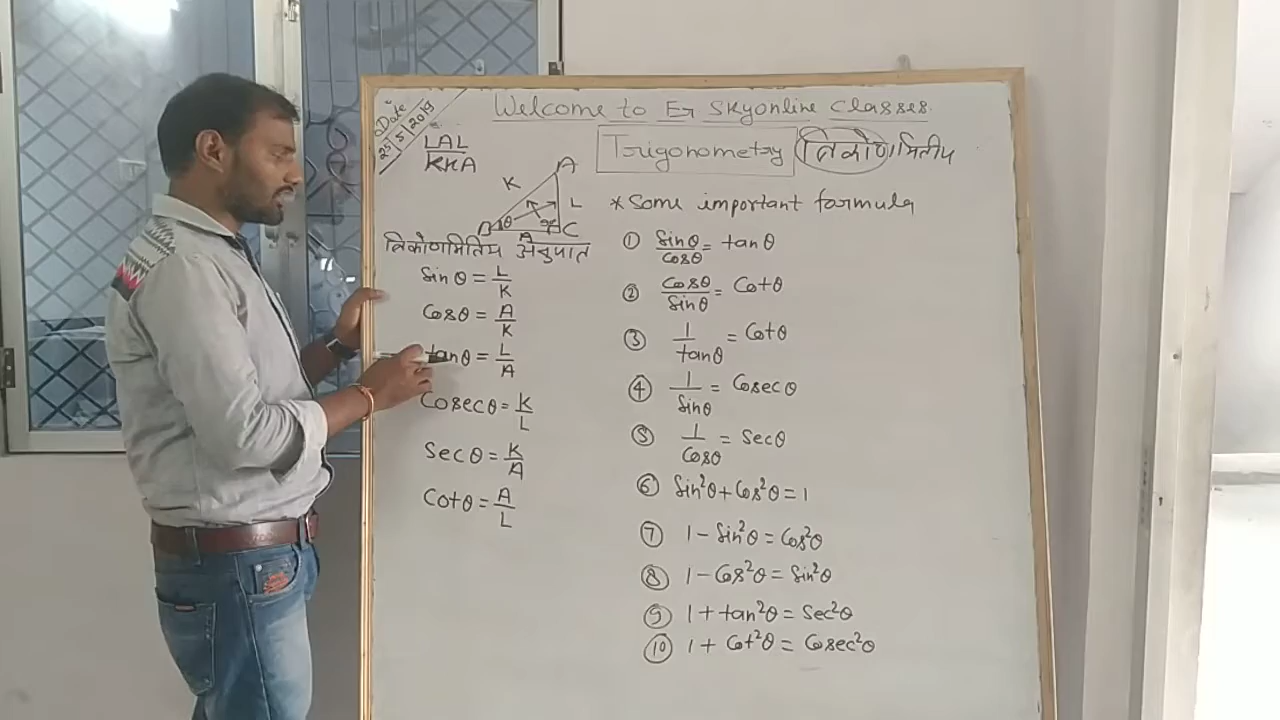 Date
25/5/2019
Welcome to Er Skyonline Classes.
Trigonometry त्रिकोणमितीय
LAL
KKA
A
K
L
B
θ
A
C
त्रिकोणमितिय अनुपात
Sinθ = L/K
Cosθ = A/K
tanθ = L/A
Cosecθ = K/L
Secθ = K/A
Cotθ = A/L
* Some important formula
① Sinθ/Cosθ = tanθ
② Cosθ/Sinθ = Cotθ
③ 1/tanθ = Cotθ
④ 1/Sinθ = Cosecθ
⑤ 1/Cosθ = Secθ
⑥ Sin²θ + Cos²θ = 1
⑦ 1 - Sin²θ = Cos²θ
⑧ 1 - Cos²θ = Sin²θ
⑨ 1 + tan²θ = Sec²θ
⑩ 1 + Cot²θ = Cosec²θ